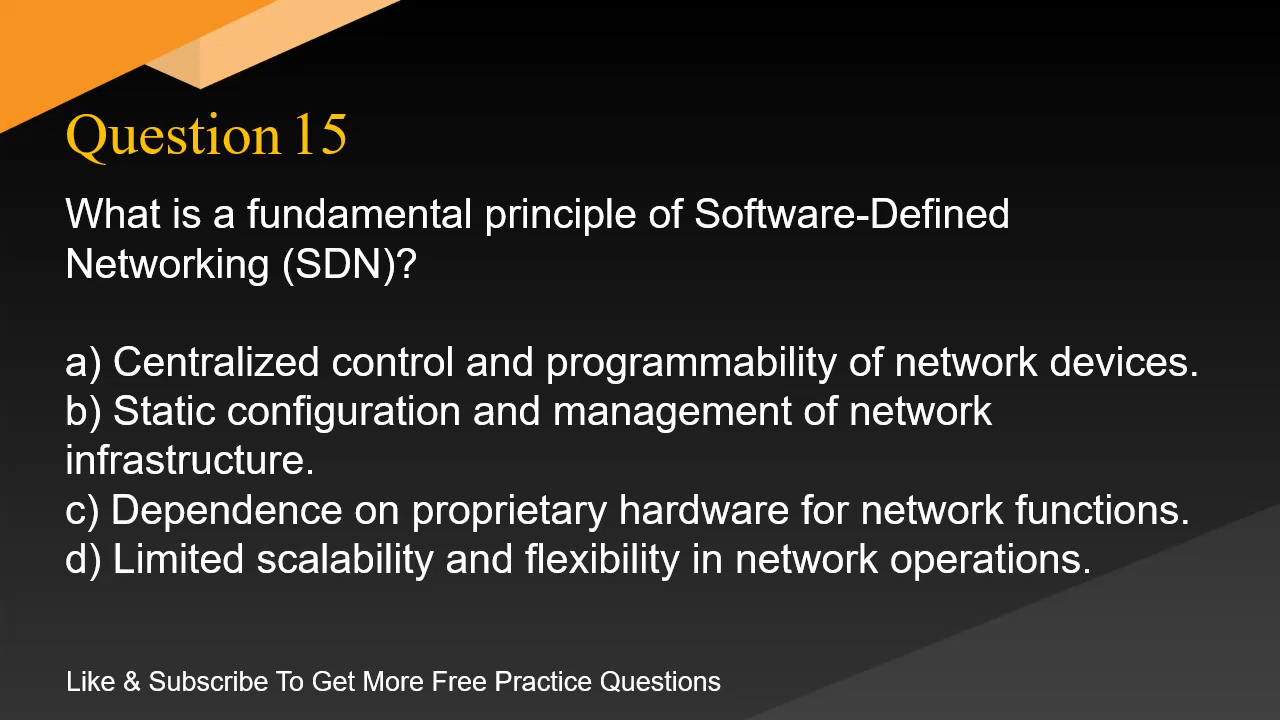 Question 15
What is a fundamental principle of Software-Defined
Networking (SDN)?
a) Centralized control and programmability of network devices.
b) Static configuration and management of network
infrastructure.
c) Dependence on proprietary hardware for network functions.
d) Limited scalability and flexibility in network operations.
Like & Subscribe To Get More Free Practice Questions